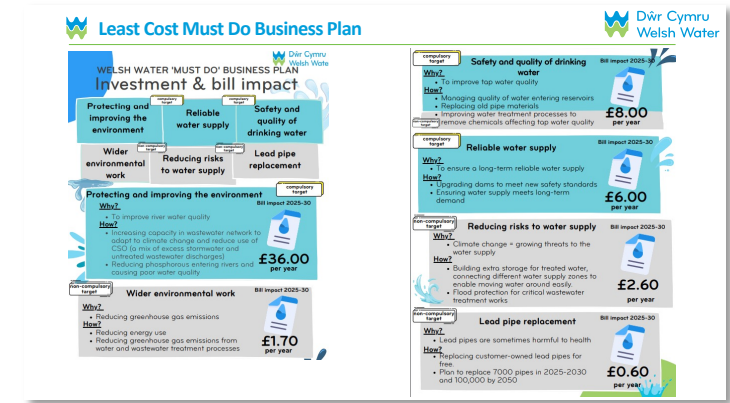 Least Cost Must Do Business Plan
Dŵr Cymru
Welsh Water
Dŵr Cymru
Welsh Water
WELSH WATER 'MUST DO' BUSINESS PLAN
Investment & bill impact
compulsory
target
Protecting and
improving the
environment
compulsory
target
Reliable
water supply
compulsory
target
Safety and
quality of
drinking water
Wider
environmental
work
non-compulsory
target
Reducing risks
to water supply
non-compulsory
target
Lead pipe
replacement
compulsory
target
Protecting and improving the environment
Bill impact 2025-30
Why?
• To improve river water quality
How?
• Increasing capacity in wastewater network to
adapt to climate change and reduce use of
CSO (a mix of excess stormwater and
untreated wastewater discharges)
• Reducing phosphorous entering rivers and
causing poor water quality
£36.00
per year
non-compulsory
target
Wider environmental work
Bill impact 2025-30
Why?
• Reducing greenhouse gas emissions
How?
• Reducing energy use
• Reducing greenhouse gas emissions from
water and wastewater treatment processes
£1.70
per year
compulsory
target
Safety and quality of drinking
water
Bill impact 2025-30
Why?
• To improve tap water quality
How?
• Managing quality of water entering reservoirs
• Replacing old pipe materials
• Improving water treatment processes to
remove chemicals affecting tap water quality
non-compulsory
target
£8.00
per year
compulsory
target
Reliable water supply
Bill impact 2025-30
Why?
• To ensure a long-term reliable water supply
How?
• Upgrading dams to meet new safety standards
• Ensuring water supply meets long-term
demand
£6.00
per year
non-compulsory
target
Reducing risks to water supply
Bill impact 2025-30
Why?
• Climate change = growing threats to the
water supply
How?
• Building extra storage for treated water,
connecting different water supply zones to
enable moving water around easily.
• Flood protection for critical wastewater
treatment works
£2.60
per year
non-compulsory
target
Lead pipe replacement
Bill impact 2025-30
Why?
• Lead pipes are sometimes harmful to health
How?
• Replacing customer-owned lead pipes for
free.
• Plan to replace 7000 pipes in 2025-2030
and 100,000 by 2050
£0.60
per year